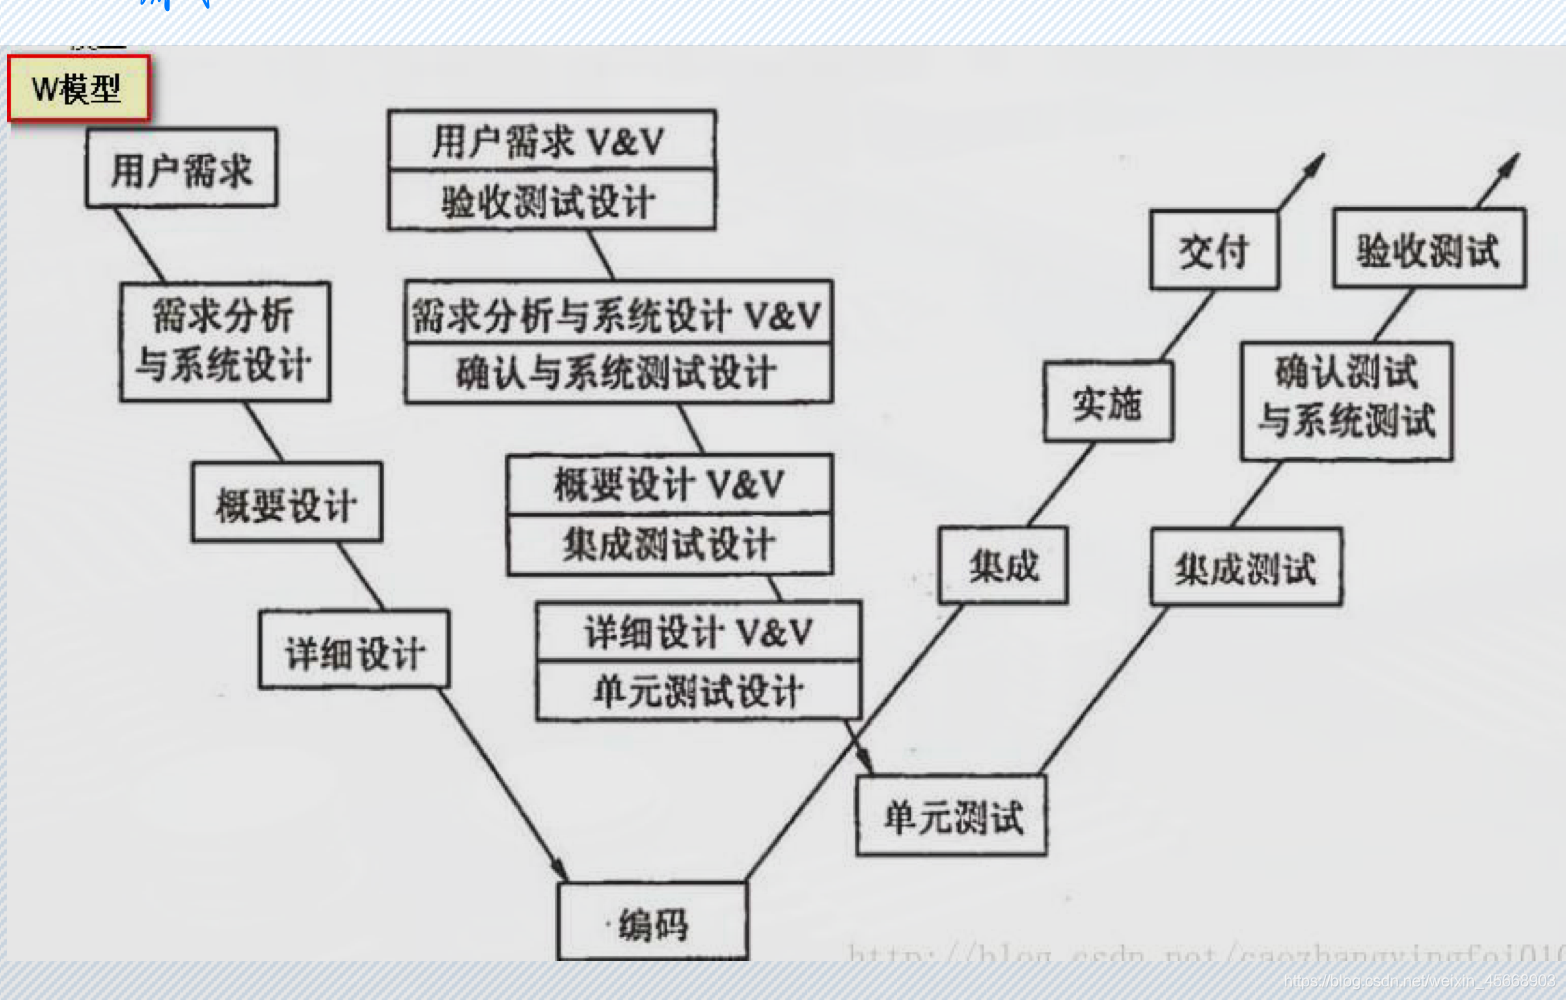 W模型
用户需求
需求分析
与系统设计
概要设计
详细设计
编码
用户需求 V&V
验收测试设计
需求分析与系统设计 V&V
确认与系统测试设计
概要设计 V&V
集成测试设计
详细设计 V&V
单元测试设计
单元测试
交付
实施
集成
验收测试
确认测试
与系统测试
集成测试
https://blog.csdn.net/weixin_45668903